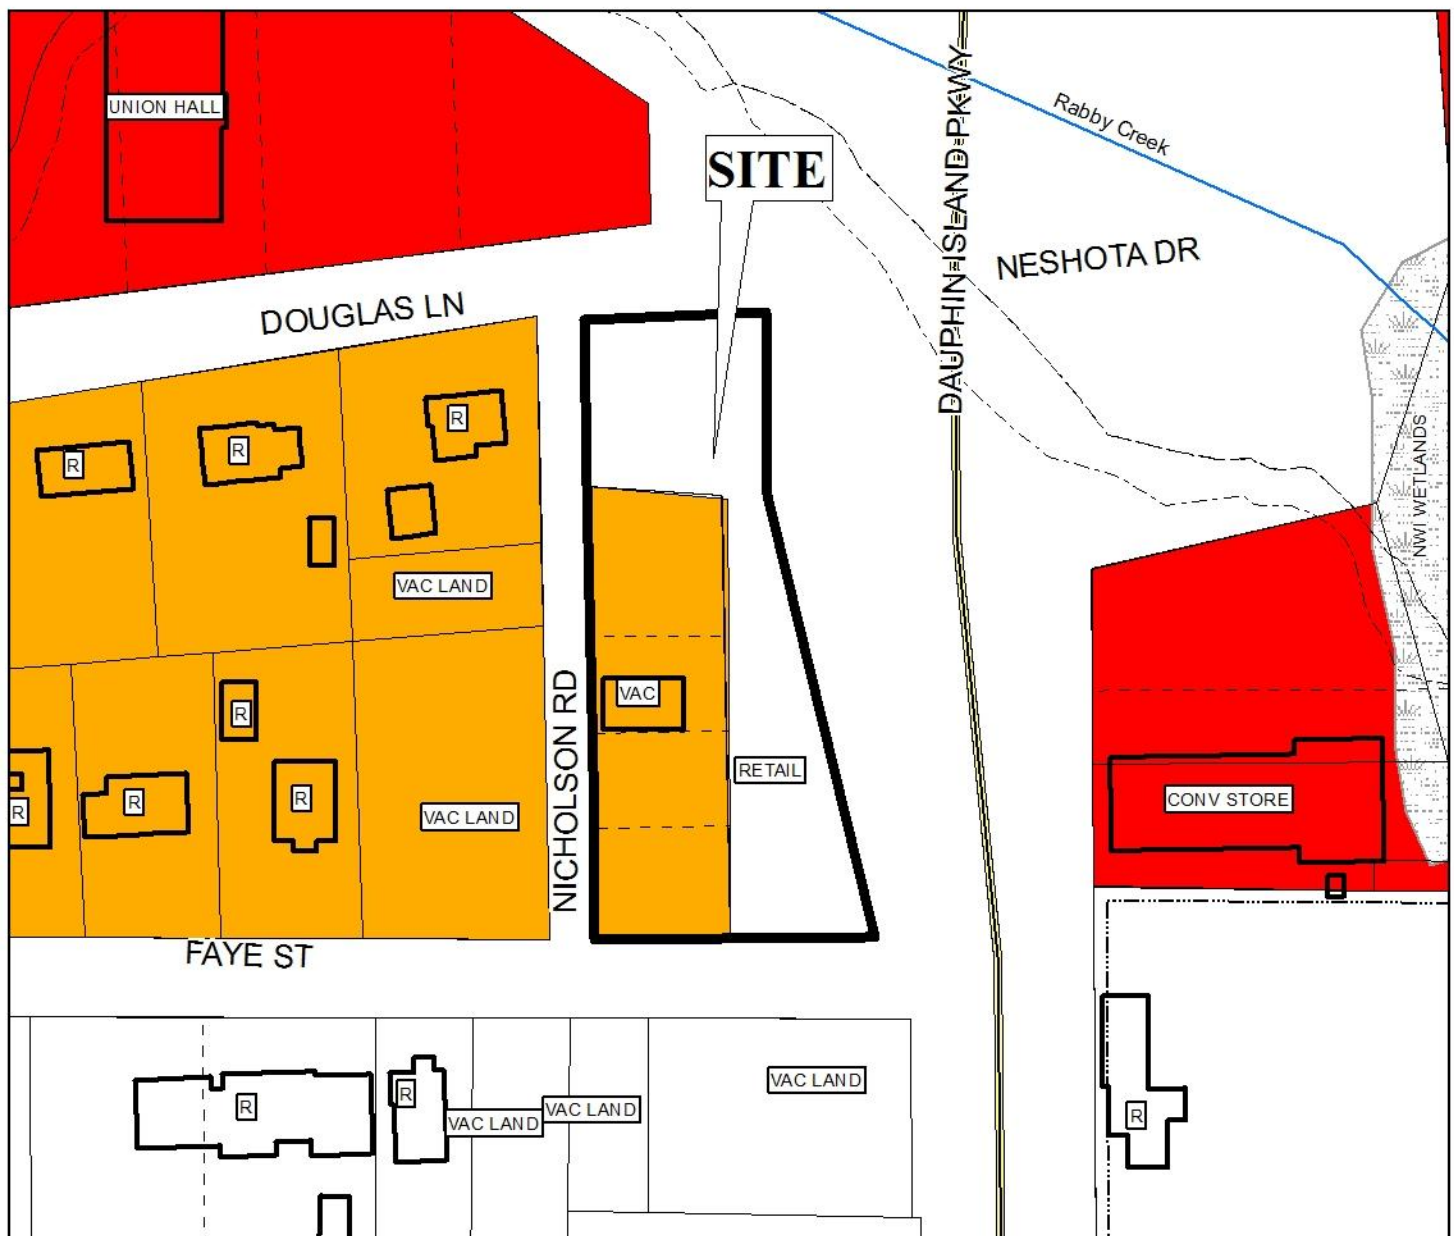 UNION HALL
SITE
DAUPHIN ISLAND PKWY
Rabby Creek
NESHOTA DR
DOUGLAS LN
R
R
R
NWI WETLANDS
VAC LAND
NICHOLSON RD
VAC
R
RETAIL
R
R
R
VAC LAND
CONV STORE
FAYE ST
R
R
VAC LAND
VAC LAND
VAC LAND
R